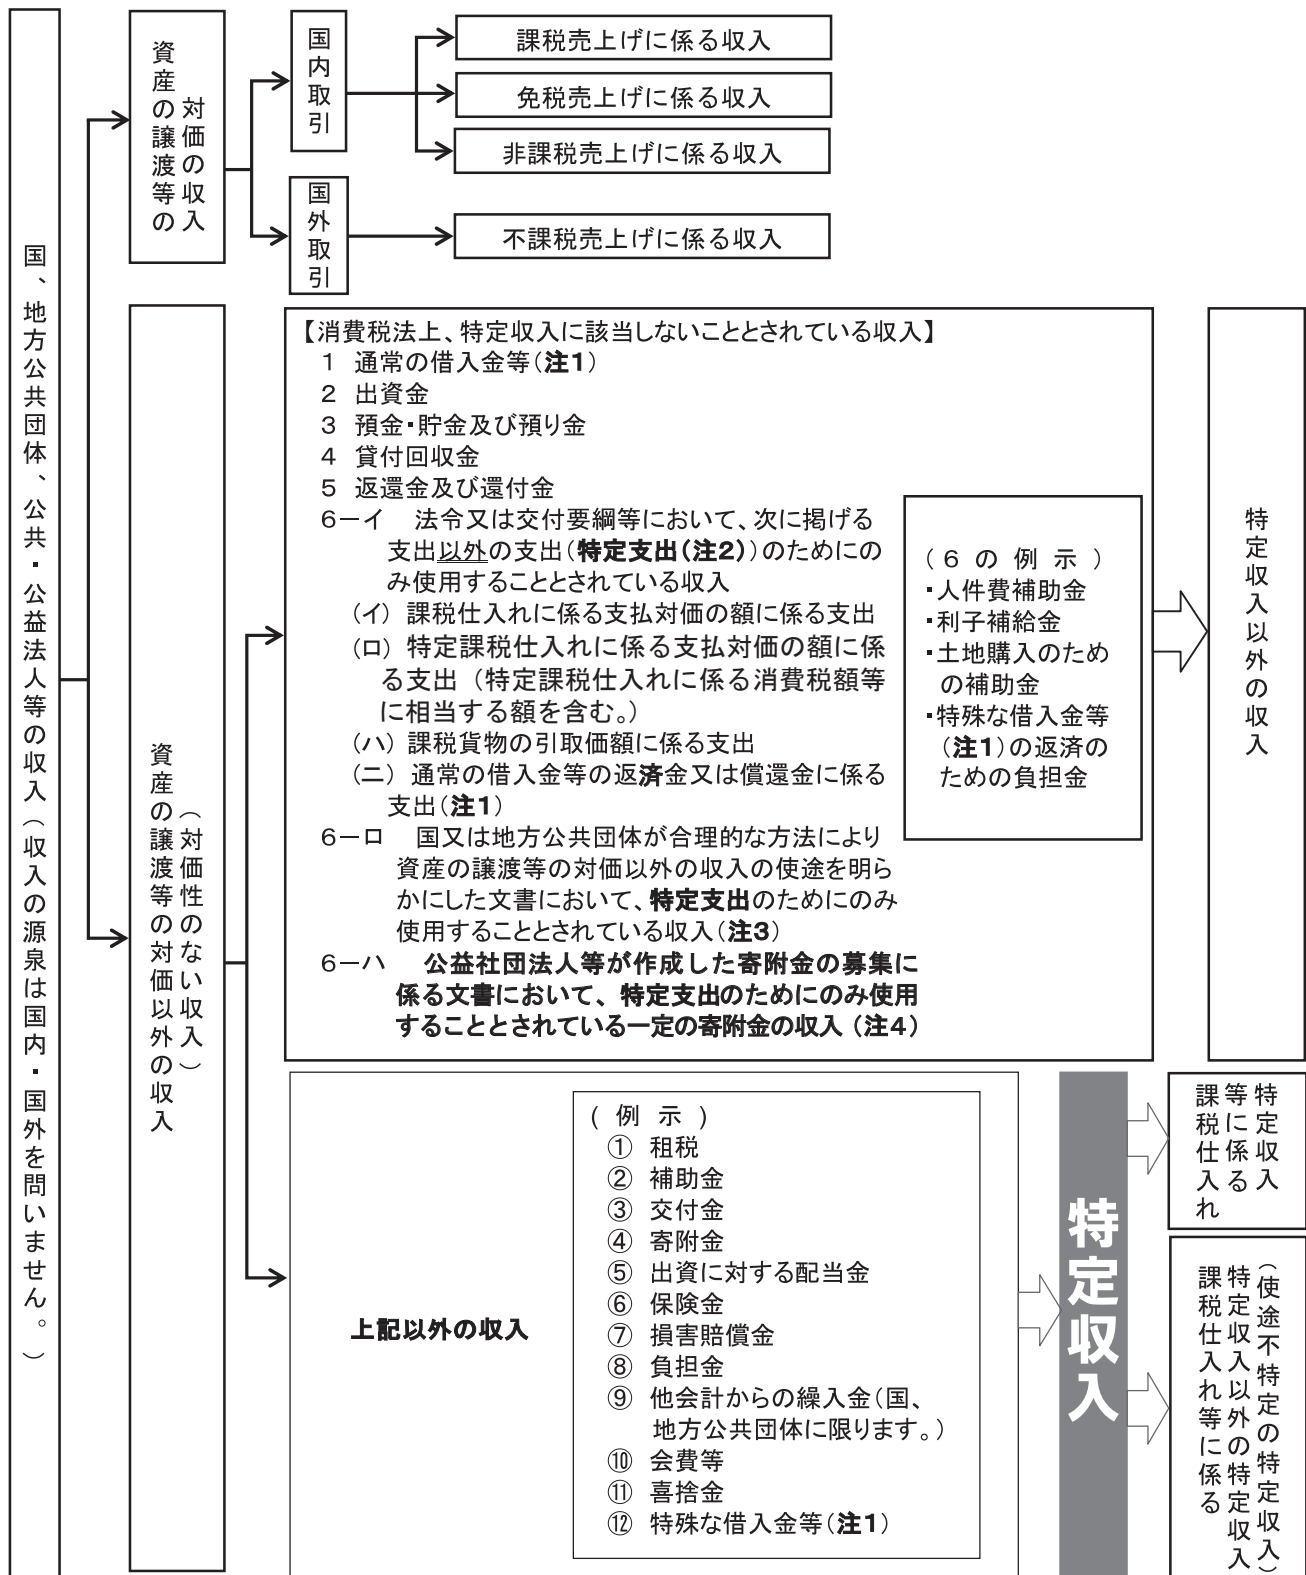 国、地方公共団体、公共・公益法人等の収入（収入の源泉は国内・国外を問いません。）
資産の譲渡等の
対価の収入
国内取引
課税売上げに係る収入
免税売上げに係る収入
非課税売上げに係る収入
国外取引
不課税売上げに係る収入
資産の譲渡等の対価以外の収入
（対価性のない収入）
【消費税法上、特定収入に該当しないこととされている収入】
1 通常の借入金等（注1）
2 出資金
3 預金・貯金及び預り金
4 貸付回収金
5 返還金及び還付金
6－イ 法令又は交付要綱等において、次に掲げる
支出以外の支出（特定支出（注2））のためにの
み使用することとされている収入
（イ）課税仕入れに係る支払対価の額に係る支出
（ロ）特定課税仕入れに係る支払対価の額に係
る支出（特定課税仕入れに係る消費税額等
に相当する額を含む。）
（ハ）課税貨物の引取価額に係る支出
（ニ）通常の借入金等の返済金又は償還金に係る
支出（注1）
6－ロ 国又は地方公共団体が合理的な方法により
資産の譲渡等の対価以外の収入の使途を明ら
かにした文書において、特定支出のためにのみ
使用することとされている収入（注3）
6－ハ 公益社団法人等が作成した寄附金の募集に
係る文書において、特定支出のためにのみ使用
することとされている一定の寄附金の収入（注4）
（6の例示）
・人件費補助金
・利子補給金
・土地購入のため
の補助金
・特殊な借入金等
（注1）の返済の
ための負担金
特定収入以外の収入
上記以外の収入
（例示）
① 租税
② 補助金
③ 交付金
④ 寄附金
⑤ 出資に対する配当金
⑥ 保険金
⑦ 損害賠償金
⑧ 負担金
⑨ 他会計からの繰入金（国、
地方公共団体に限ります。）
⑩ 会費等
⑪ 喜捨金
⑫ 特殊な借入金等（注1）
特定収入
課税仕入れ
等に係る
特定収入
課税仕入れ等に係る
特定収入以外の特定収入
（使途不特定の特定収入）